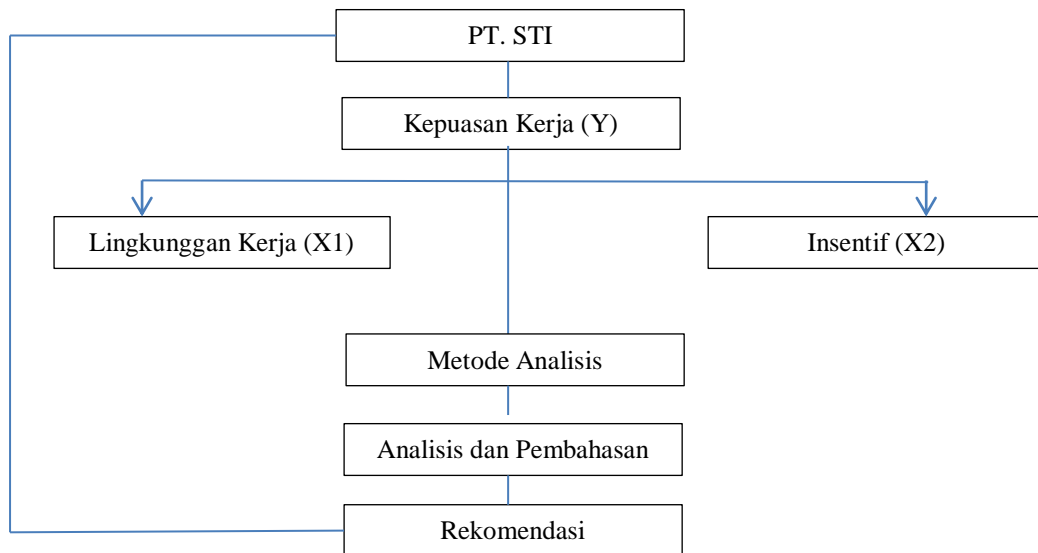 PT. STI
Kepuasan Kerja (Y)
Lingkunggan Kerja (X1)
Insentif (X2)
Metode Analisis
Analisis dan Pembahasan
Rekomendasi